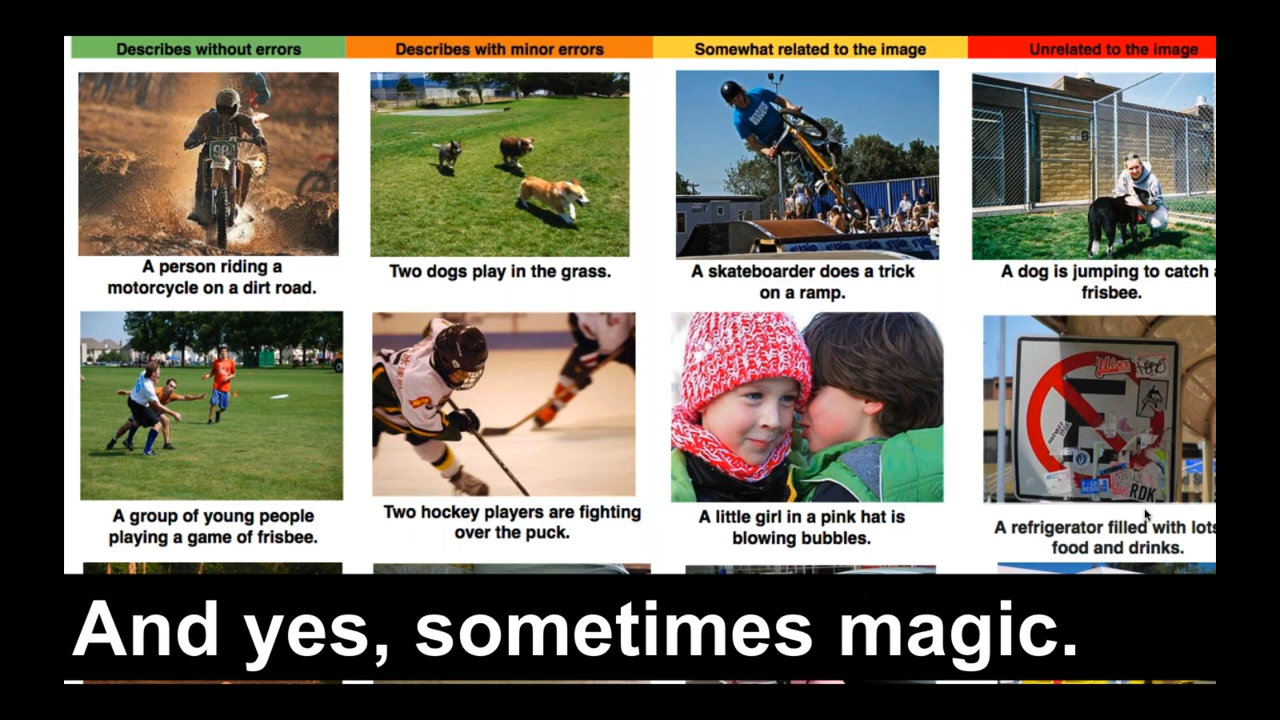 Describes without errors
Describes with minor errors
Somewhat related to the image
Unrelated to the image
98
B
A person riding a
motorcycle on a dirt road.
Two dogs play in the grass.
A skateboarder does a trick
on a ramp.
A dog is jumping to catch
frisbee.
RDK
A group of young people
playing a game of frisbee.
Two hockey players are fighting
over the puck.
A little girl in a pink hat is
blowing bubbles.
A refrigerator filled with lots
food and drinks.
And yes, sometimes magic.